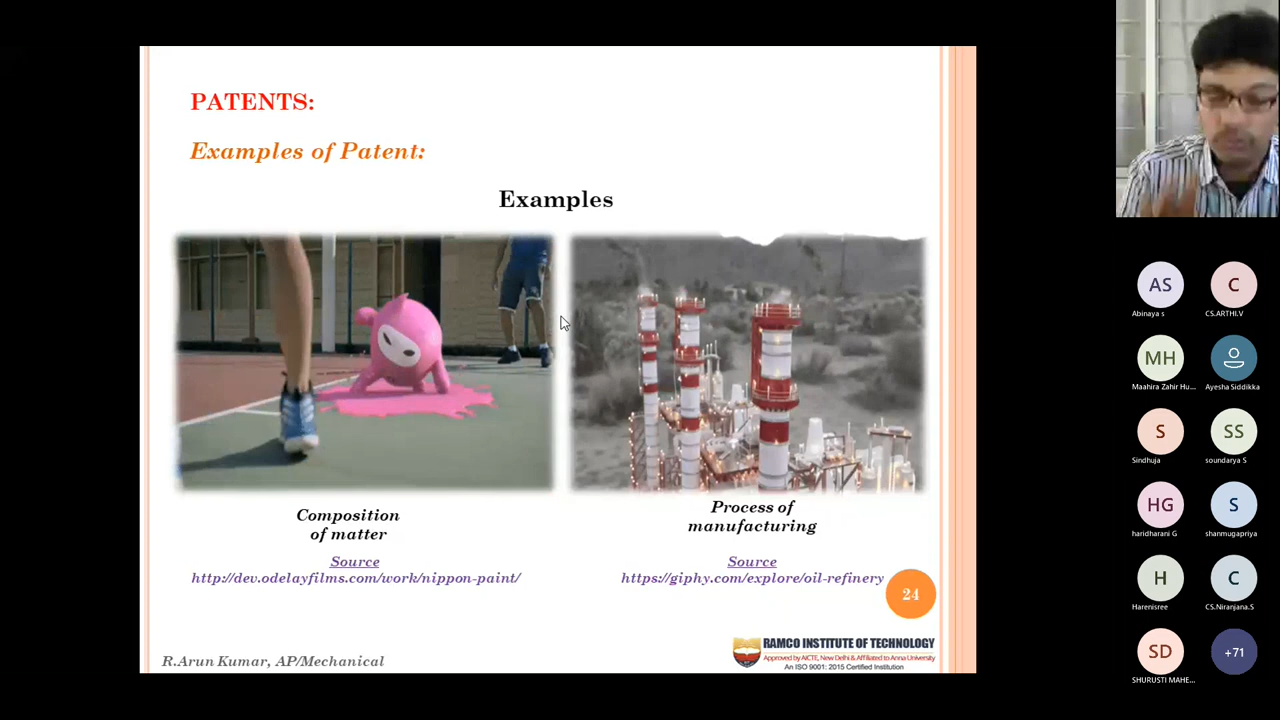 PATENTS:
Examples of Patent:
Examples
Composition
of matter
Source
http://dev.odelayfilms.com/work/nippon-paint/
Process of
manufacturing
Source
https://giphy.com/explore/oil-refinery
24
R.Arun Kumar, AP/Mechanical
RAMCO INSTITUTE OF TECHNOLOGY
Approved by AICTE, New Delhi & Affiliated to Anna University
An ISO 9001: 2015 Certified Institution
AS
Abinaya s
C
CS.ARTHI.V
MH
Maahira Zahir Hu...
Ayesha Siddikka
S
Sindhuja
SS
soundarya S
HG
haridharani G
S
shanmugapriya
H
Harenisree
C
CS.Niranjana.S
SD
SHURUSTI MAHE...
+71